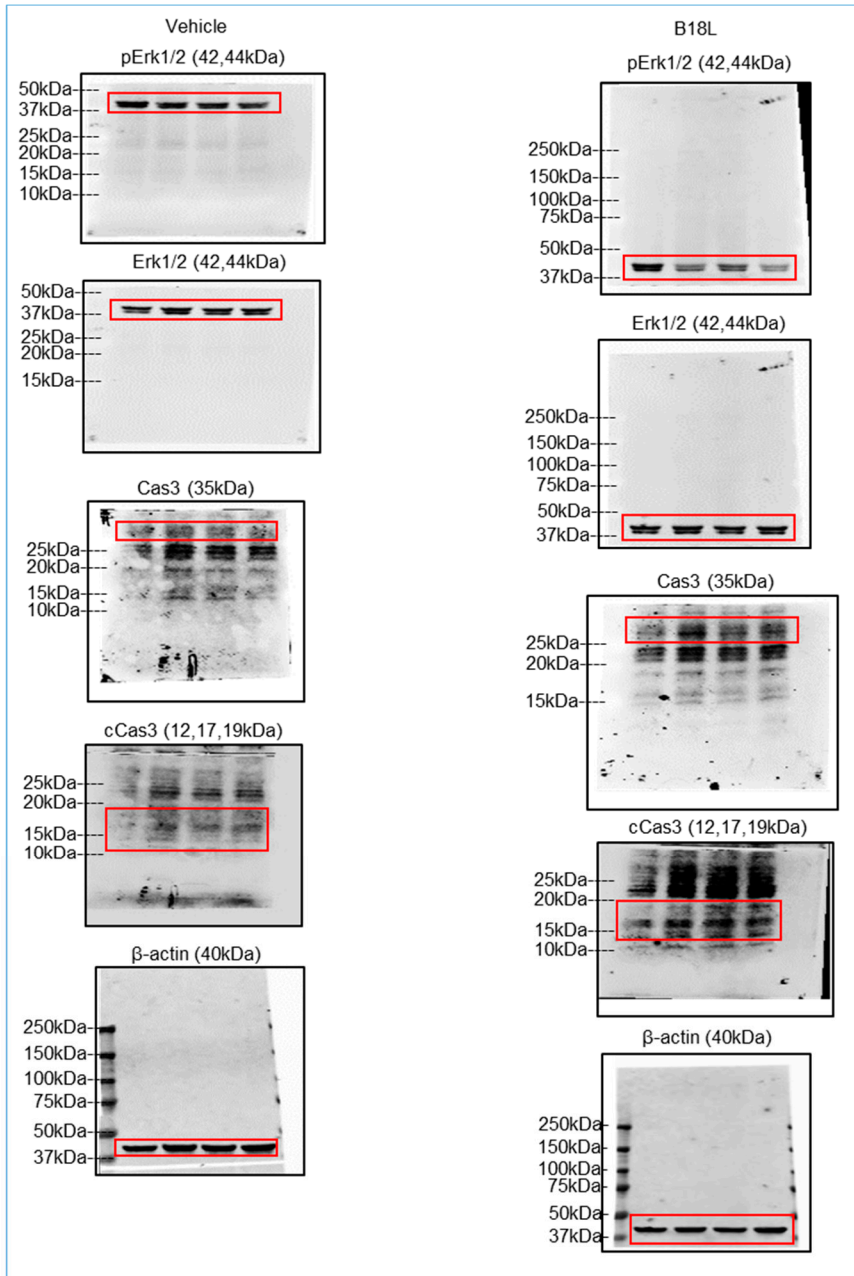 Vehicle
pErk1/2 (42,44kDa)
50kDa--
37kDa--
25kDa--
20kDa--
15kDa--
10kDa--
Erk1/2 (42,44kDa)
50kDa--
37kDa--
25kDa--
20kDa--
15kDa--
Cas3 (35kDa)
25kDa--
20kDa--
15kDa--
10kDa--
cCas3 (12,17,19kDa)
25kDa--
20kDa--
15kDa--
10kDa--
β-actin (40kDa)
250kDa-
150kDa-
100kDa-
75kDa-
50kDa-
37kDa-
B18L
pErk1/2 (42,44kDa)
250kDa---
150kDa---
100kDa---
75kDa---
50kDa---
37kDa---
Erk1/2 (42,44kDa)
250kDa---
150kDa---
100kDa---
75kDa---
50kDa---
37kDa---
Cas3 (35kDa)
25kDa---
20kDa---
15kDa---
cCas3 (12,17,19kDa)
25kDa--
20kDa--
15kDa--
10kDa--
β-actin (40kDa)
250kDa-
150kDa-
100kDa-
75kDa-
50kDa-
37kDa-